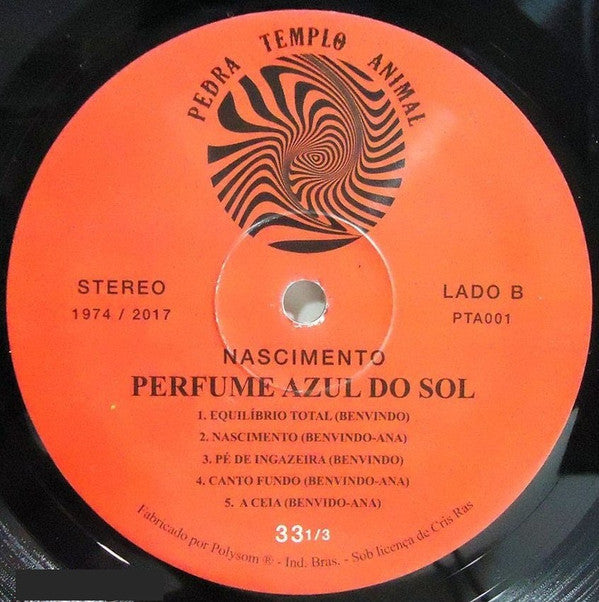 PEDRA TEMPLO ANIMAL
STEREO
1974 / 2017
LADO B
PTA001
NASCIMENTO
PERFUME AZUL DO SOL
1. EQUILÍBRIO TOTAL (BENVINDO)
2. NASCIMENTO (BENVINDO-ANA)
3. PÉ DE INGAZEIRA (BENVINDO)
4. CANTO FUNDO (BENVINDO-ANA)
5. A CEIA (BENVIDO-ANA)
33 1/3
Fabricado por Polysom ® - Ind. Bras. - Sob licença de Cris Ras